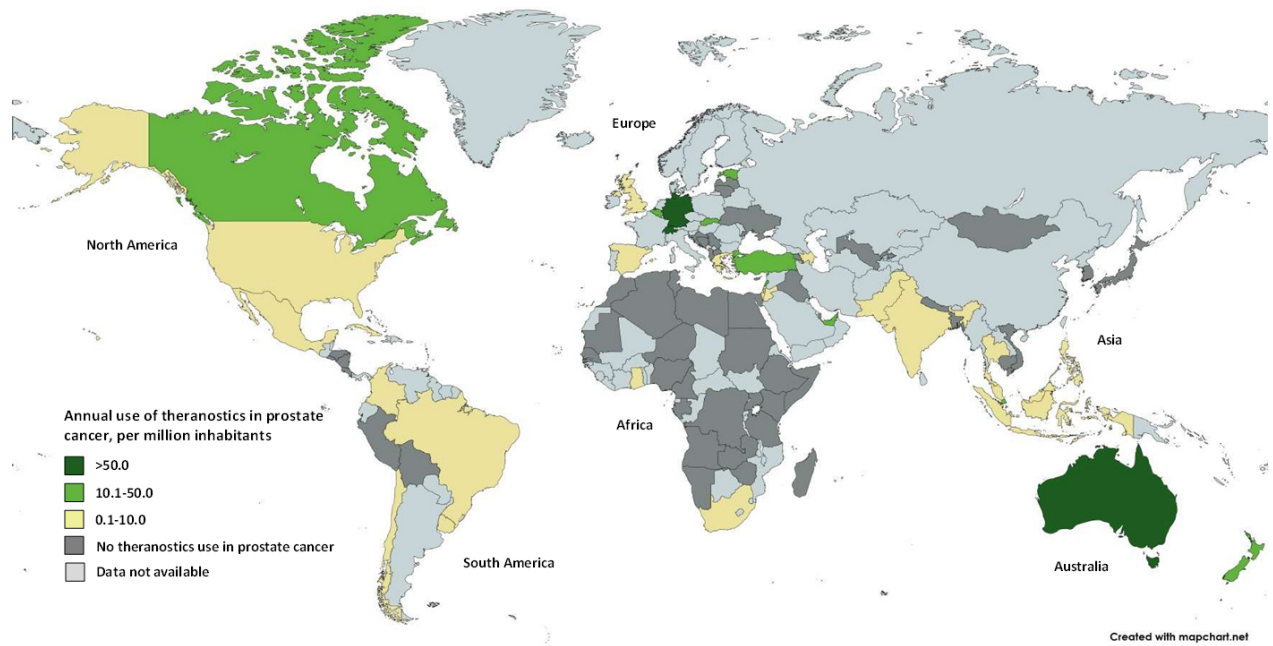 Europe
North America
Asia
Africa
South America
Australia
Annual use of theranostics in prostate
cancer, per million inhabitants
>50.0
10.1-50.0
0.1-10.0
No theranostics use in prostate cancer
Data not available
Created with mapchart.net